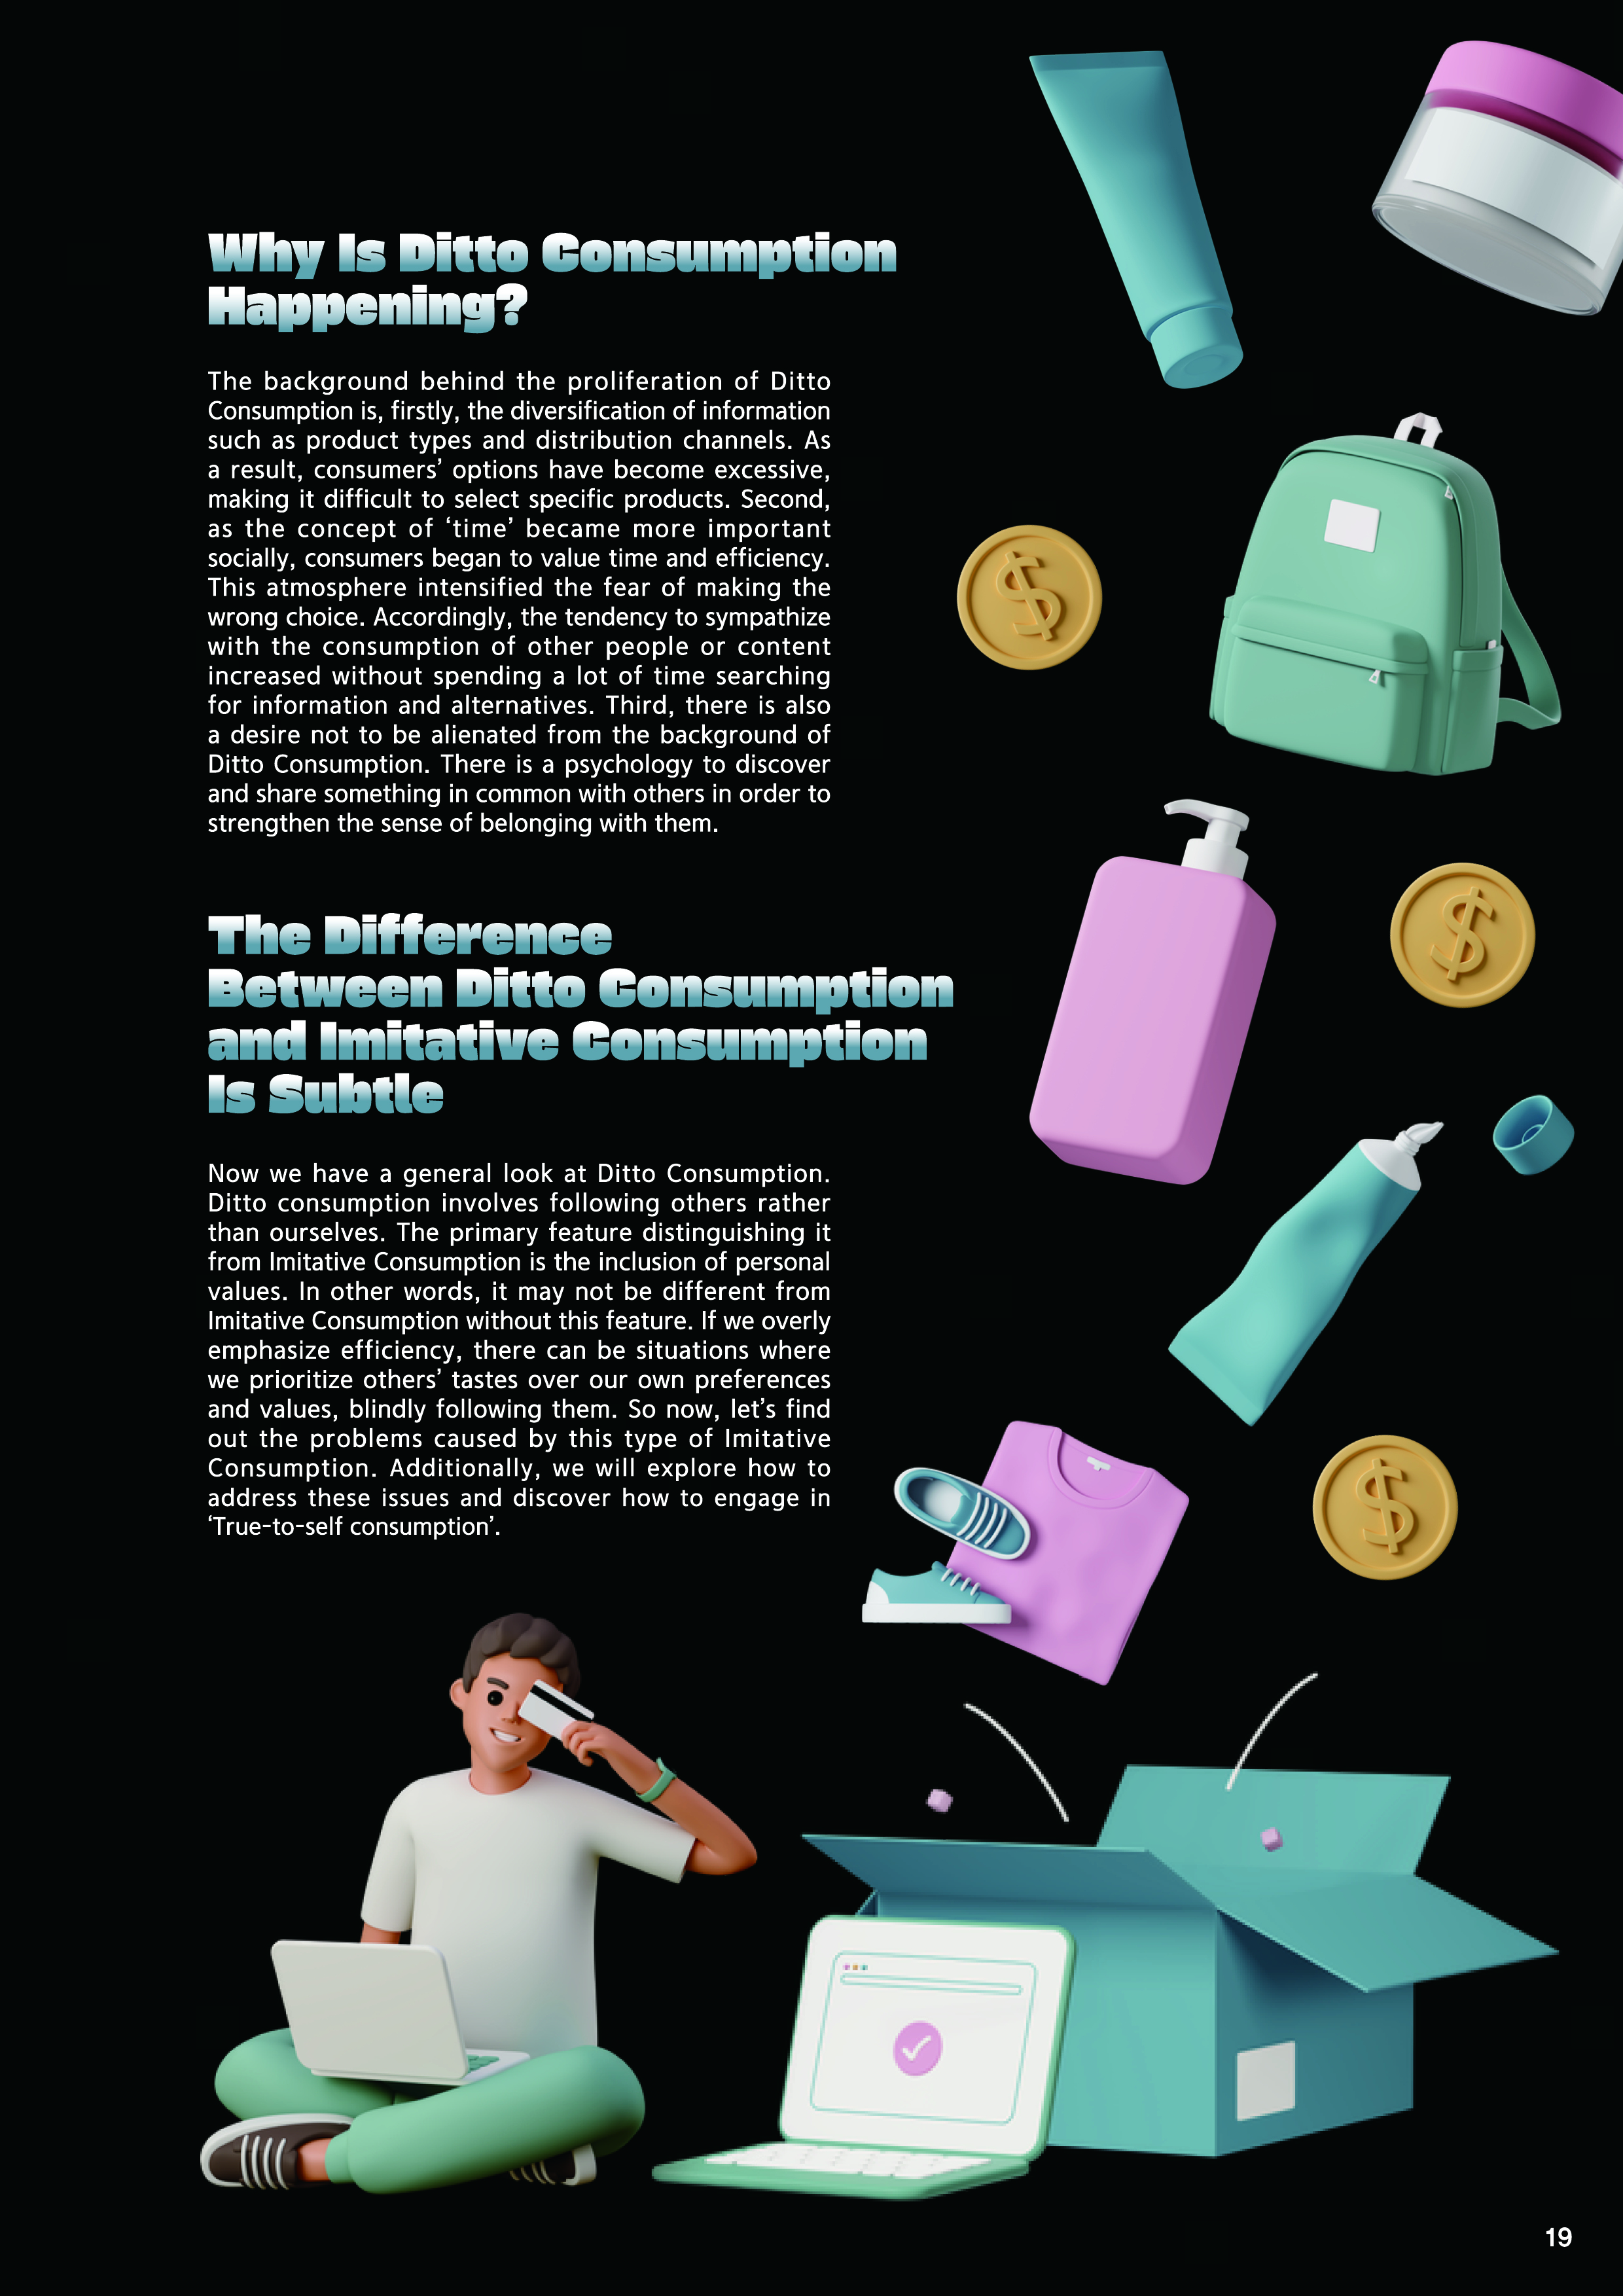 Why Is Ditto Consumption
Happening?
The background behind the proliferation of Ditto
Consumption is, firstly, the diversification of information
such as product types and distribution channels. As
a result, consumers’ options have become excessive,
making it difficult to select specific products. Second,
as the concept of ‘time’ became more important
socially, consumers began to value time and efficiency.
This atmosphere intensified the fear of making the
wrong choice. Accordingly, the tendency to sympathize
with the consumption of other people or content
increased without spending a lot of time searching
for information and alternatives. Third, there is also
a desire not to be alienated from the background of
Ditto Consumption. There is a psychology to discover
and share something in common with others in order to
strengthen the sense of belonging with them.
The Difference
Between Ditto Consumption
and Imitative Consumption
Is Subtle
Now we have a general look at Ditto Consumption.
Ditto consumption involves following others rather
than ourselves. The primary feature distinguishing it
from Imitative Consumption is the inclusion of personal
values. In other words, it may not be different from
Imitative Consumption without this feature. If we overly
emphasize efficiency, there can be situations where
we prioritize others’ tastes over our own preferences
and values, blindly following them. So now, let’s find
out the problems caused by this type of Imitative
Consumption. Additionally, we will explore how to
address these issues and discover how to engage in
‘True-to-self consumption’.
$
$
$
19